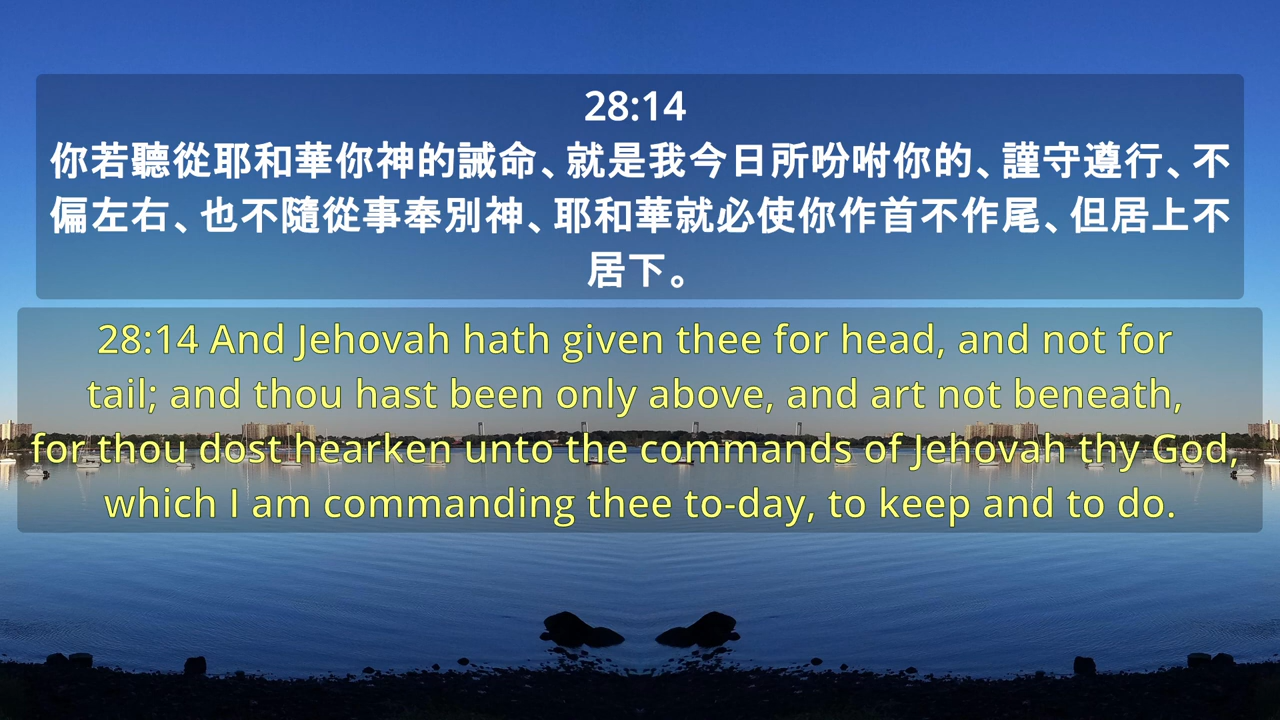 28:14
你若聽從耶和華你神的誡命、就是我今日所吩咐你的、謹守遵行、不
偏左右、也不隨從事奉別神、耶和華就必使你作首不作尾、但居上不
居下。
28:14 And Jehovah hath given thee for head, and not for
tail; and thou hast been only above, and art not beneath,
for thou dost hearken unto the commands of Jehovah thy God,
which I am commanding thee to-day, to keep and to do.